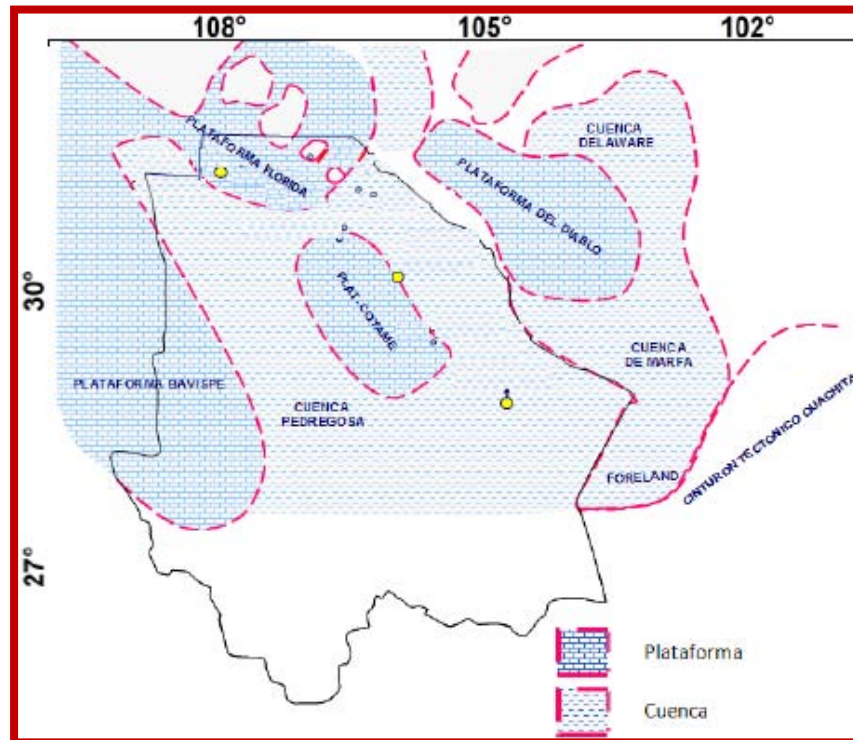 108°
105°
102°
CUENCA
DELAWARE
PLATAFORMA FLORIDA
PLATAFORMA DEL DIABLO
30°
PLAT-COYAME
CUENCA
DE MARFA
PLATAFORMA BAVISPE
CUENCA
PEDREGOSA
CINTURON TECTONICO OUACHITA
FORELAND
27°
Plataforma
Cuenca